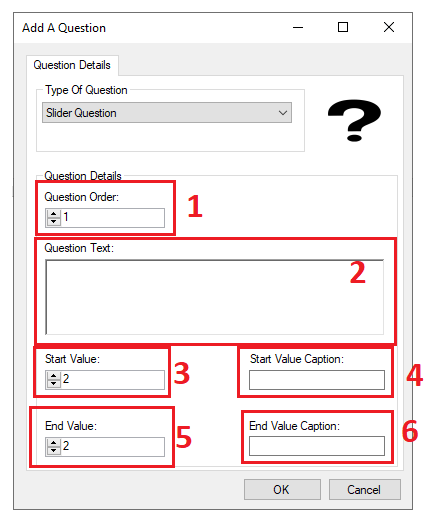 Add A Question
Question Details
Type Of Question
Slider Question
?
Question Details
Question Order:
1
1
Question Text:
2
Start Value:
2
3
Start Value Caption:
4
End Value:
2
5
End Value Caption:
6
OK
Cancel